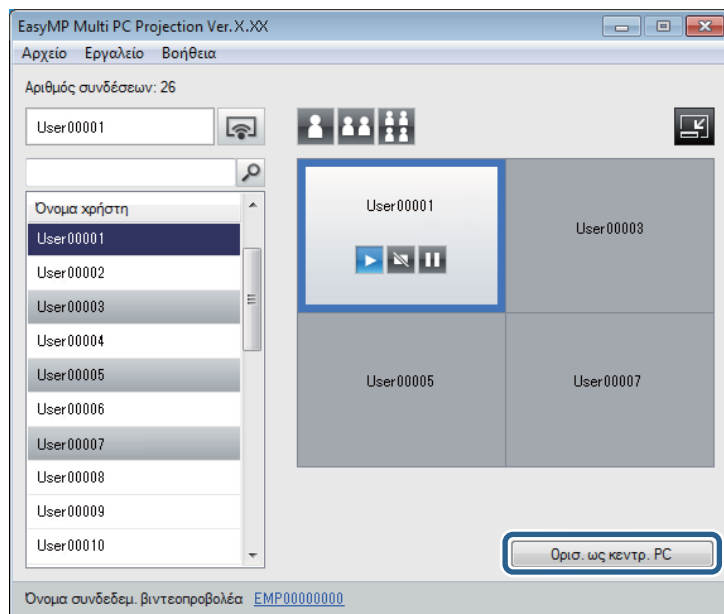 EasyMP Multi PC Projection Ver.X.XX
Αρχείο Εργαλείο Βοήθεια
Αριθμός συνδέσεων: 26
User00001
Όνομα χρήστη
User00001
User00002
User00003
User00004
User00005
User00006
User00007
User00008
User00009
User00010
User00001
User00003
User00005
User00007
Ορισ. ως κεντρ. PC
Όνομα συνδεδεμ. βιντεοπροβολέα EMP00000000